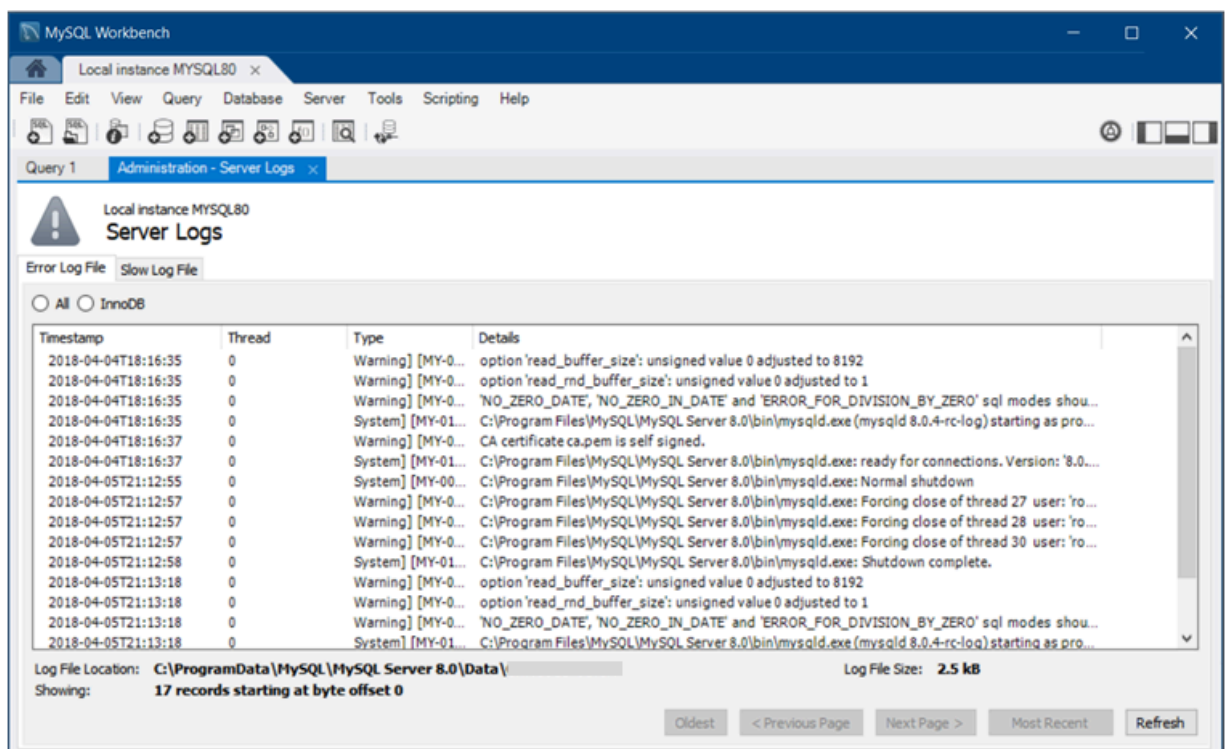 MySQL Workbench
Local instance MYSQL80
File Edit View Query Database Server Tools Scripting Help
Query 1 Administration - Server Logs
Local instance MYSQL80
Server Logs
Error Log File Slow Log File
All InnoDB
Timestamp Thread Type Details
2018-04-04T18:16:35 0 Warning] [MY-0... option 'read_buffer_size': unsigned value 0 adjusted to 8192
2018-04-04T18:16:35 0 Warning] [MY-0... option 'read_rnd_buffer_size': unsigned value 0 adjusted to 1
2018-04-04T18:16:35 0 Warning] [MY-0... 'NO_ZERO_DATE', 'NO_ZERO_IN_DATE' and 'ERROR_FOR_DIVISION_BY_ZERO' sql modes shou...
2018-04-04T18:16:35 0 System] [MY-01... C:\Program Files\MySQL\MySQL Server 8.0\bin\mysqld.exe (mysqld 8.0.4-rc-log) starting as pro...
2018-04-04T18:16:37 0 Warning] [MY-0... CA certificate ca.pem is self signed.
2018-04-04T18:16:37 0 System] [MY-01... C:\Program Files\MySQL\MySQL Server 8.0\bin\mysqld.exe: ready for connections. Version: '8.0....
2018-04-05T21:12:55 0 System] [MY-00... C:\Program Files\MySQL\MySQL Server 8.0\bin\mysqld.exe: Normal shutdown
2018-04-05T21:12:57 0 Warning] [MY-0... C:\Program Files\MySQL\MySQL Server 8.0\bin\mysqld.exe: Forcing close of thread 27 user: 'ro...
2018-04-05T21:12:57 0 Warning] [MY-0... C:\Program Files\MySQL\MySQL Server 8.0\bin\mysqld.exe: Forcing close of thread 28 user: 'ro...
2018-04-05T21:12:57 0 Warning] [MY-0... C:\Program Files\MySQL\MySQL Server 8.0\bin\mysqld.exe: Forcing close of thread 30 user: 'ro...
2018-04-05T21:12:58 0 System] [MY-01... C:\Program Files\MySQL\MySQL Server 8.0\bin\mysqld.exe: Shutdown complete.
2018-04-05T21:13:18 0 Warning] [MY-0... option 'read_buffer_size': unsigned value 0 adjusted to 8192
2018-04-05T21:13:18 0 Warning] [MY-0... option 'read_rnd_buffer_size': unsigned value 0 adjusted to 1
2018-04-05T21:13:18 0 Warning] [MY-0... 'NO_ZERO_DATE', 'NO_ZERO_IN_DATE' and 'ERROR_FOR_DIVISION_BY_ZERO' sql modes shou...
2018-04-05T21:13:18 0 System] [MY-01... C:\Program Files\MySQL\MySQL Server 8.0\bin\mysqld.exe (mysqld 8.0.4-rc-log) starting as pro...
Log File Location: C:\ProgramData\MySQL\MySQL Server 8.0\Data\ Log File Size: 2.5 kB
Showing: 17 records starting at byte offset 0
Oldest < Previous Page Next Page > Most Recent Refresh